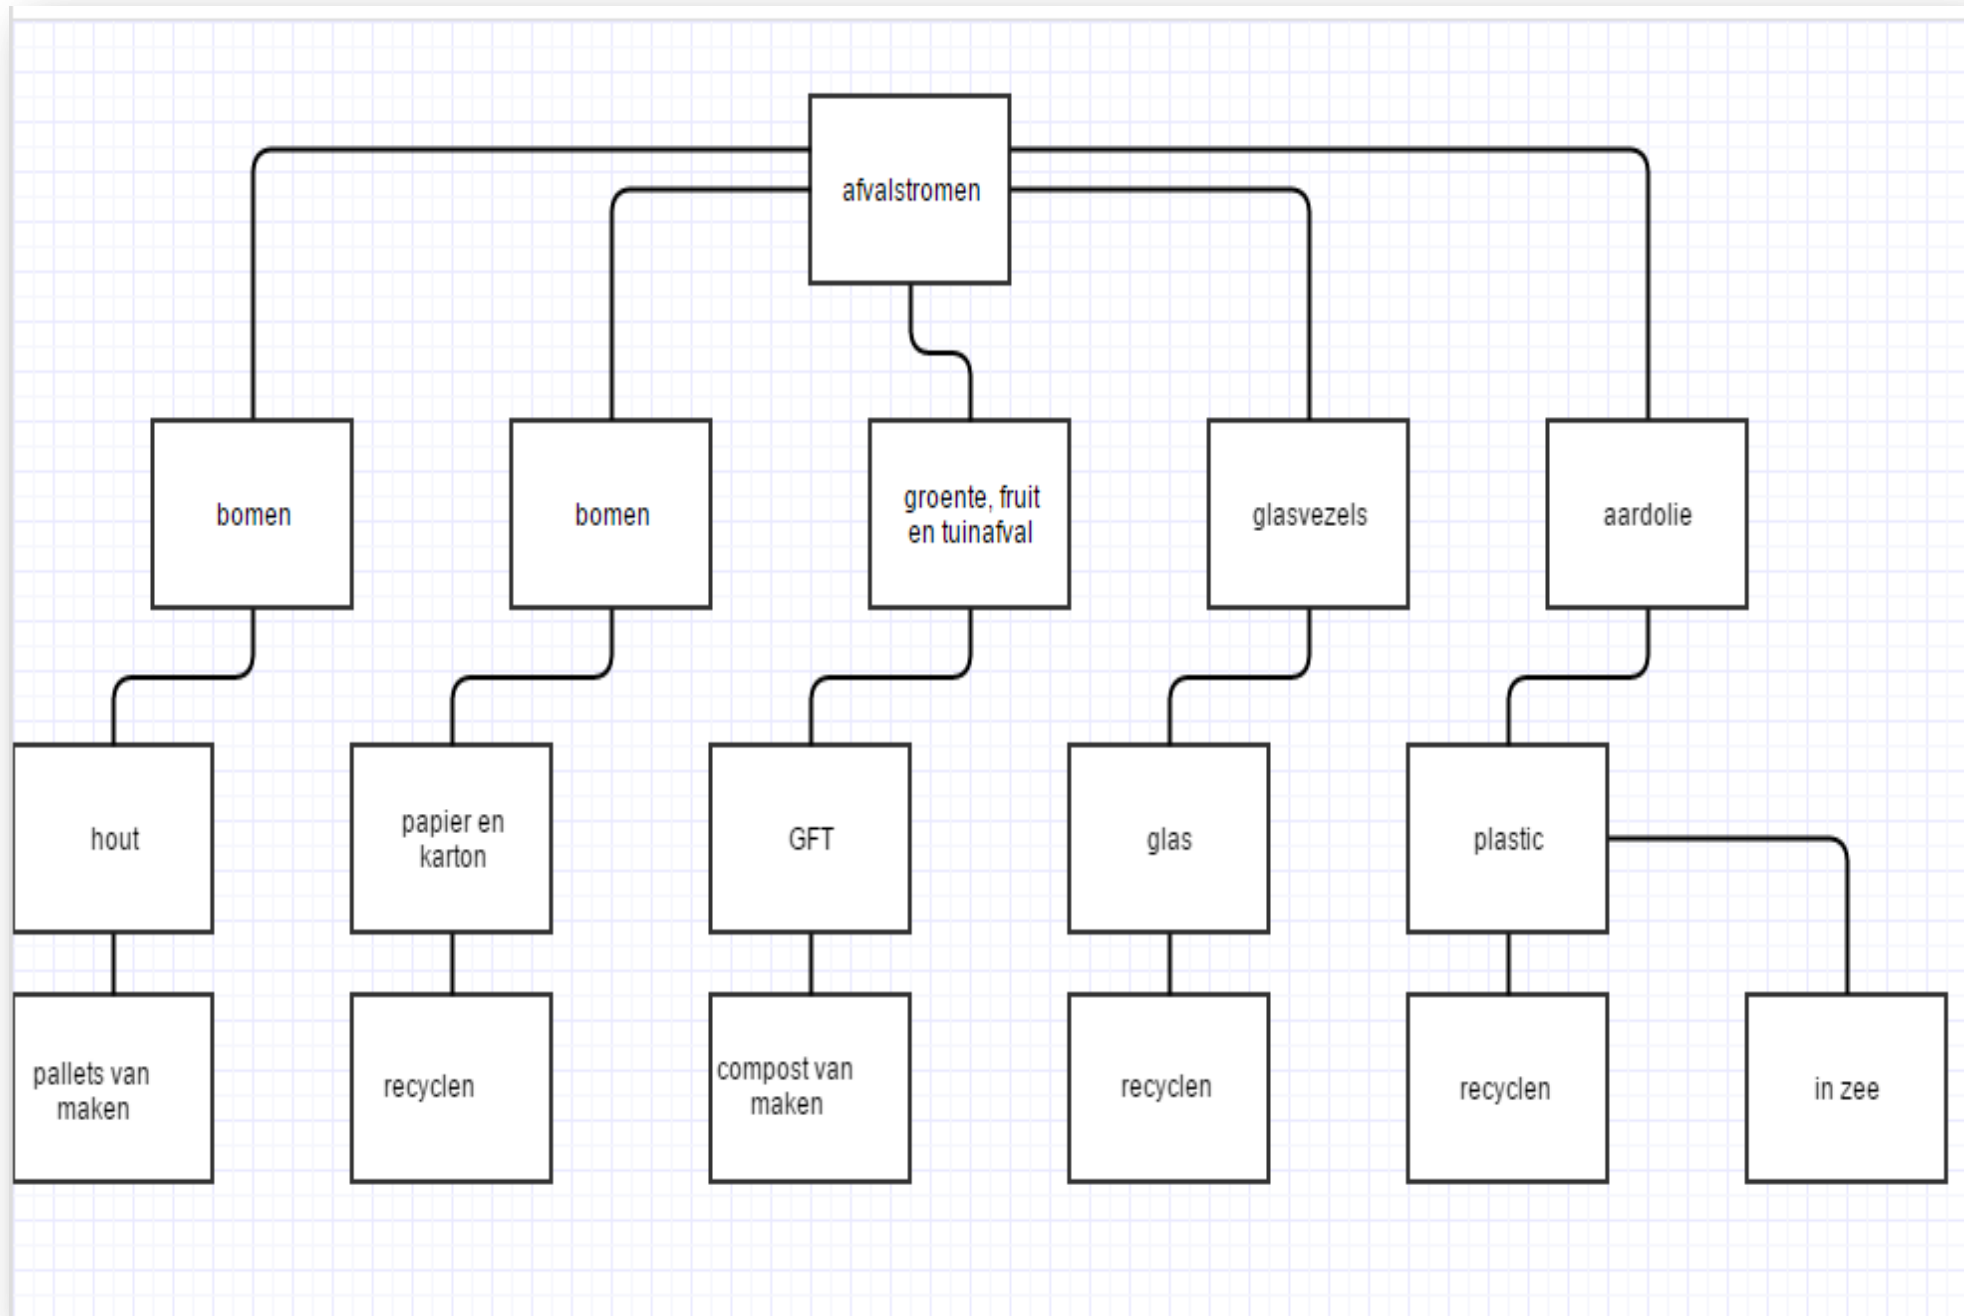 afvalstromen
bomen
bomen
groente, fruit
en tuinafval
glasvezels
aardolie
hout
papier en
karton
GFT
glas
plastic
pallets van
maken
recyclen
compost van
maken
recyclen
recyclen
in zee